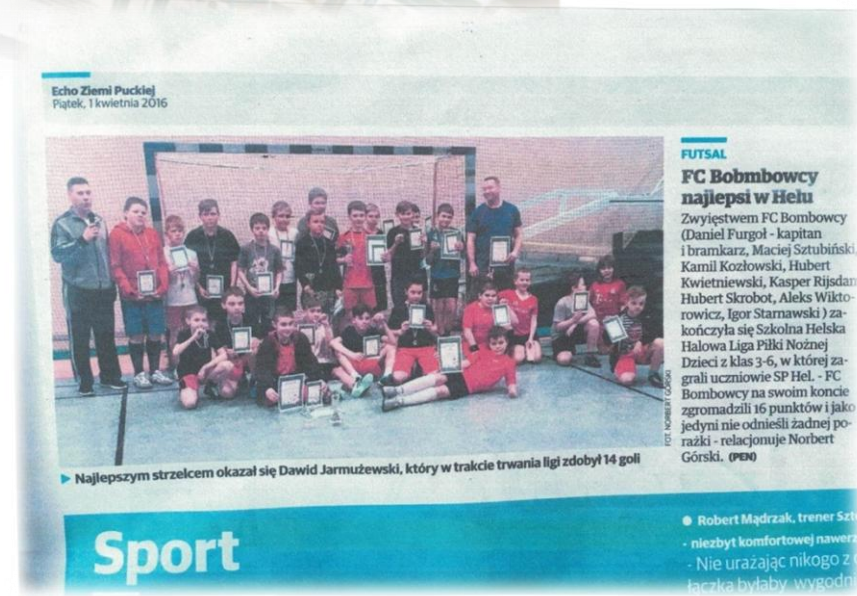 Echo Ziemi Puckiej
Piątek, 1 kwietnia 2016
FOT. NORBERT GÓRSKI
Najlepszym strzelcem okazał się Dawid Jarmużewski, który w trakcie trwania ligi zdobył 14 goli
FUTSAL
FC Bobmbowcy
najlepsi w Helu
Zwyięstwem FC Bombowcy
(Daniel Furgoł - kapitan
i bramkarz, Maciej Sztubiński,
Kamil Kozłowski, Hubert
Kwietniewski, Kasper Rijsdam
Hubert Skrobot, Aleks Wikto-
rowicz, Igor Starnawski ) za-
kończyła się Szkolna Helska
Halowa Liga Piłki Nożnej
Dzieci z klas 3-6, w której za-
grali uczniowie SP Hel. - FC
Bombowcy na swoim koncie
zgromadzili 16 punktów i jako
jedyni nie odnieśli żadnej po-
rażki - relacjonuje Norbert
Górski. (PEN)
Sport
Robert Mądrzak, trener
- niezbyt komfortowej
- Nie urażając nikogo z
łączka byłaby